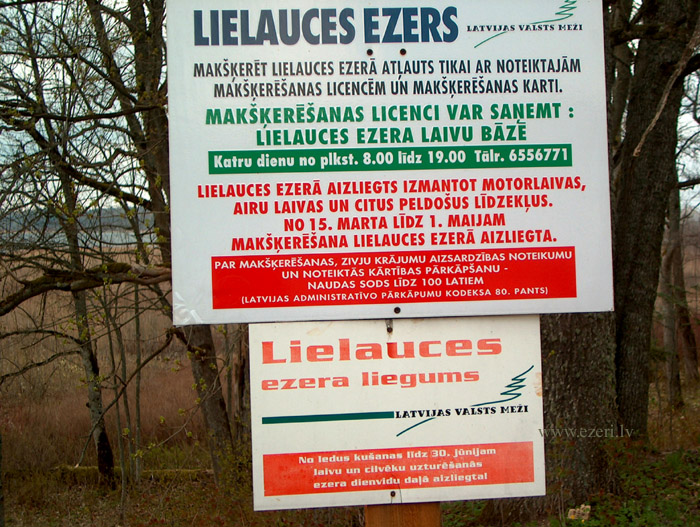 LIELAUCES EZERS
LATVIJAS VALSTS MEŽI
MAKŠĶERĒT LIELAUCES EZERĀ ATĻAUTS TIKAI AR NOTEIKTAJĀM
MAKŠĶERĒŠANAS LICENCĒM UN MAKŠĶERĒŠANAS KARTI.
MAKŠĶERĒŠANAS LICENCI VAR SAŅEMT :
LIELAUCES EZERA LAIVU BĀZĒ
Katru dienu no plkst. 8.00 līdz 19.00 Tālr. 6556771
LIELAUCES EZERĀ AIZLIEGTS IZMANTOT MOTORLAIVAS,
AIRU LAIVAS UN CITUS PELDOŠUS LĪDZEKĻUS.
NO 15. MARTA LĪDZ 1. MAIJAM
MAKŠĶERĒŠANA LIELAUCES EZERĀ AIZLIEGTA.
PAR MAKŠĶERĒŠANAS, ZIVJU KRĀJUMU AIZSARDZĪBAS NOTEIKUMU
UN NOTEIKTĀS KĀRTĪBAS PĀRKĀPŠANU -
NAUDAS SODS LĪDZ 100 LATIEM
(LATVIJAS ADMINISTRATĪVO PĀRKĀPUMU KODEKSA 80. PANTS)
Lielauces
ezera liegums
LATVIJAS VALSTS MEŽI
No ledus kušanas līdz 30. jūnijam
laivu un cilvēku uzturēšanās
ezera dienvidu daļā aizliegta!
www.ezeri.lv